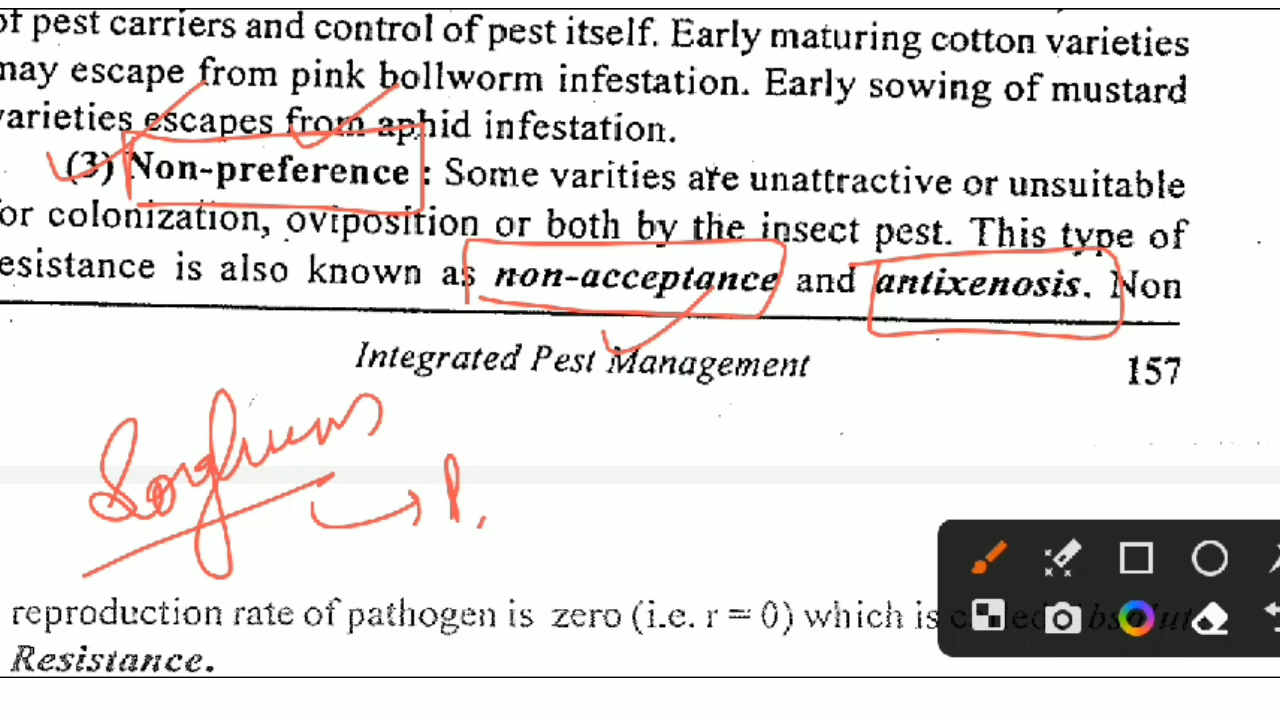 of pest carriers and control of pest itself. Early maturing cotton varieties
may escape from pink bollworm infestation. Early sowing of mustard
varieties escapes from aphid infestation.
(3) Non-preference : Some varities are unattractive or unsuitable
for colonization, oviposition or both by the insect pest. This type of
esistance is also known as non-acceptance and antixenosis. Non
Integrated Pest Management 157
Sorghum
reproduction rate of pathogen is zero (i.e. r = 0) which is
Resistance.